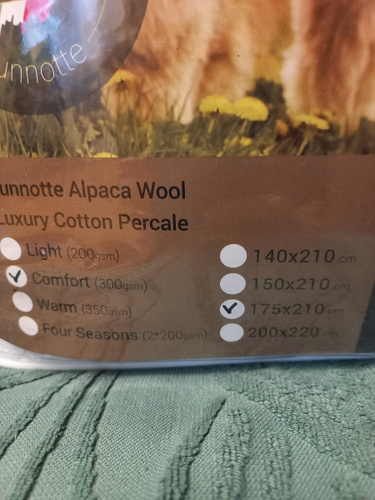 unnotte
unnotte Alpaca Wool
Luxury Cotton Percale
Light (200gsm)
Comfort (300gsm)
Warm (350gsm)
Four Seasons (2*200gsm)
140x210 cm
150x210 cm
175x210 cm
200x220